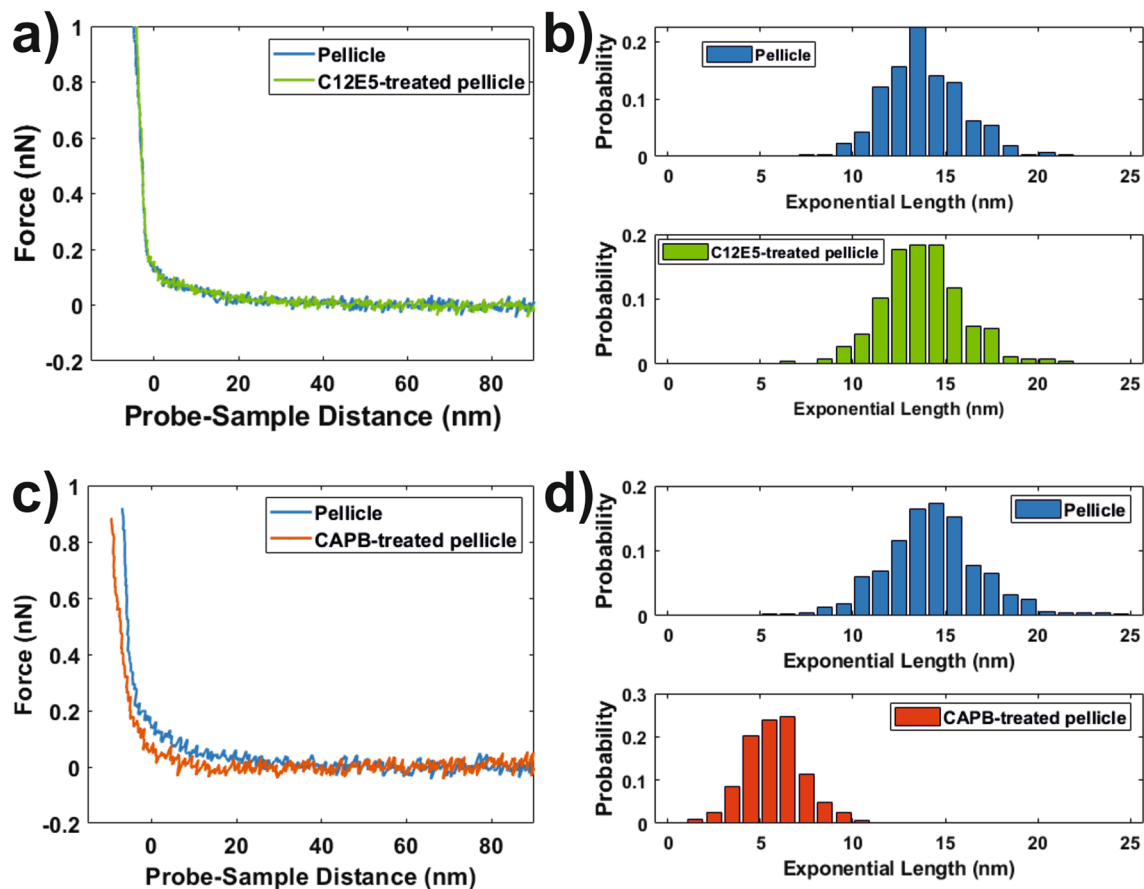 a)
Force (nN)
1
0.8
0.6
0.4
0.2
0
-0.2
Pellicle
C12E5-treated pellicle
0 20 40 60 80
Probe-Sample Distance (nm)
b)
Probability
0.2
0.1
0
Pellicle
0 5 10 15 20 25
Exponential Length (nm)
Probability
0.2
0.1
0
C12E5-treated pellicle
0 5 10 15 20 25
Exponential Length (nm)
c)
Force (nN)
1
0.8
0.6
0.4
0.2
0
-0.2
Pellicle
CAPB-treated pellicle
0 20 40 60 80
Probe-Sample Distance (nm)
d)
Probability
0.2
0.1
0
Pellicle
0 5 10 15 20 25
Exponential Length (nm)
Probability
0.3
0.2
0.1
0
CAPB-treated pellicle
0 5 10 15 20 25
Exponential Length (nm)